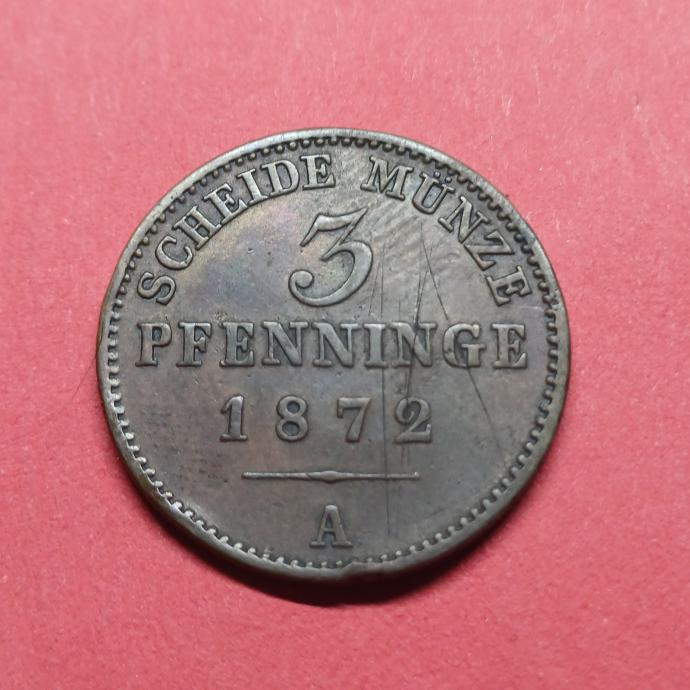 SCHEIDE MÜNZE
3
PFENNINGE
1872
A